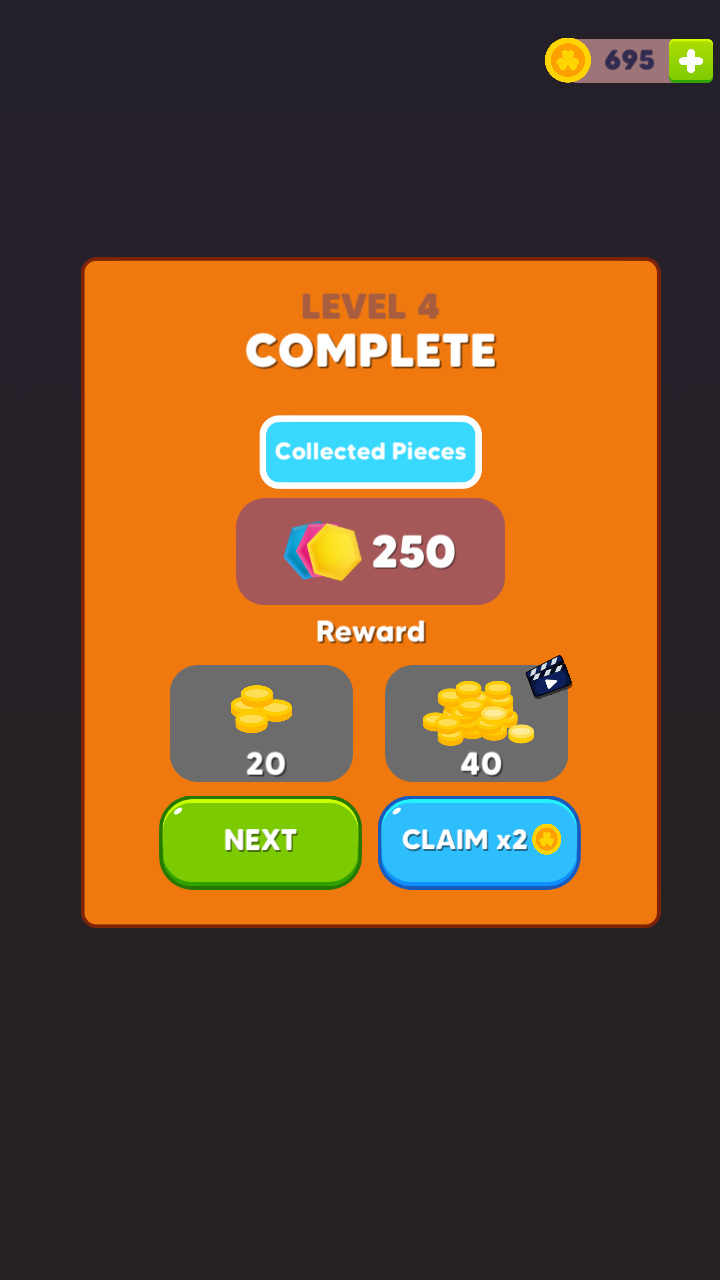 695
LEVEL 4
COMPLETE
Collected Pieces
250
Reward
20
40
NEXT
CLAIM x2